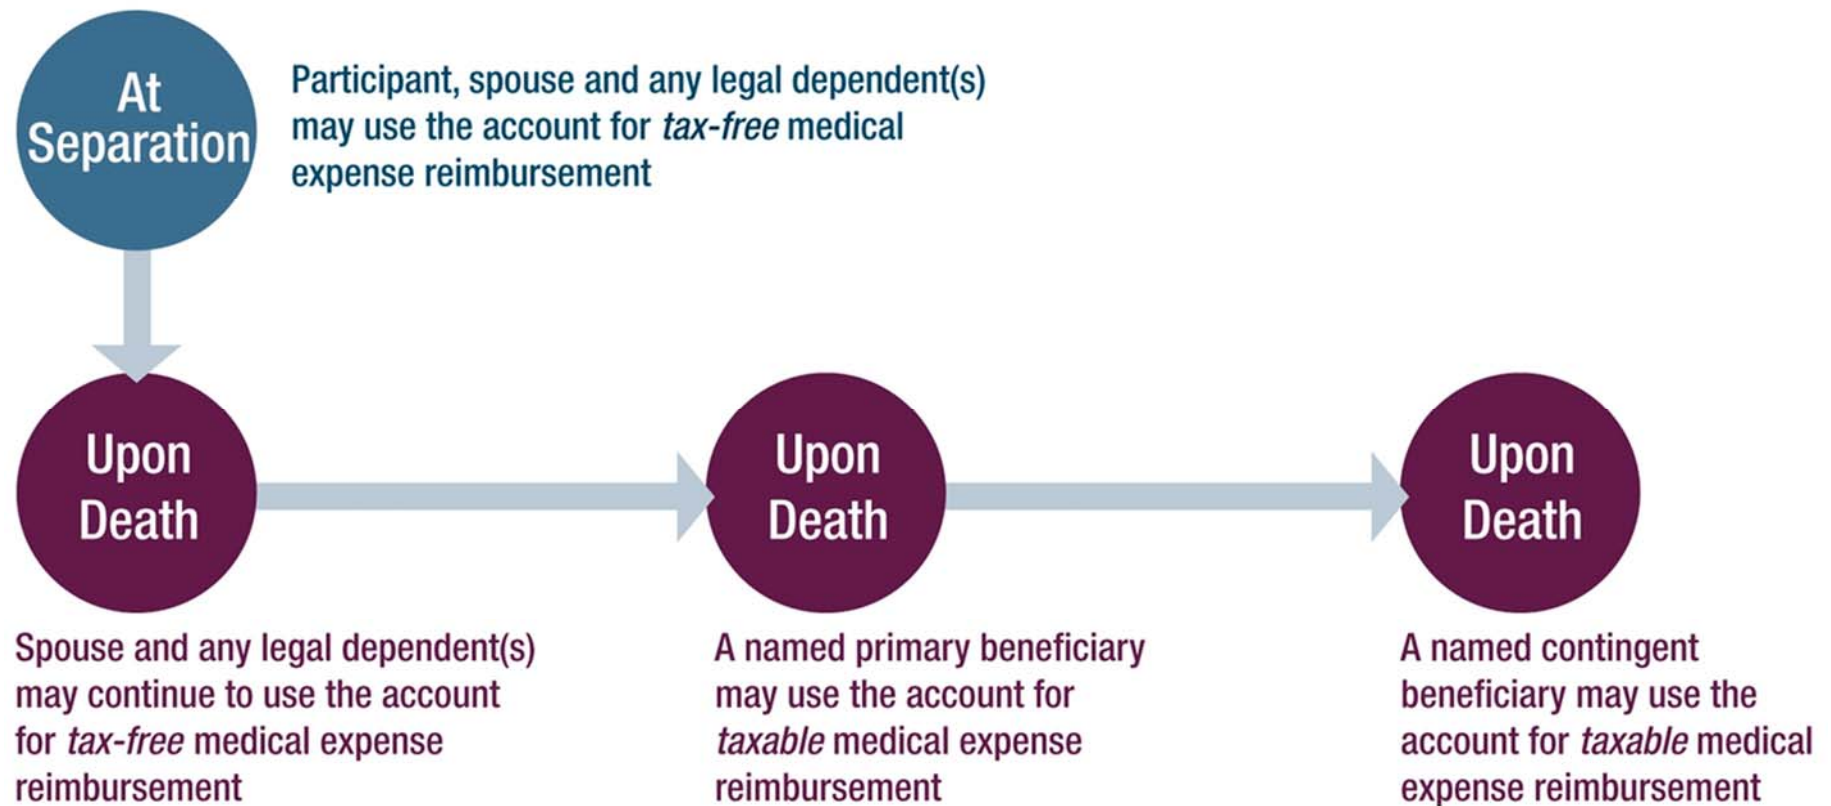 At
Separation
Participant, spouse and any legal dependent(s)
may use the account for tax-free medical
expense reimbursement
Upon
Death
Upon
Death
Upon
Death
Spouse and any legal dependent(s)
may continue to use the account
for tax-free medical expense
reimbursement
A named primary beneficiary
may use the account for
taxable medical expense
reimbursement
A named contingent
beneficiary may use the
account for taxable medical
expense reimbursement